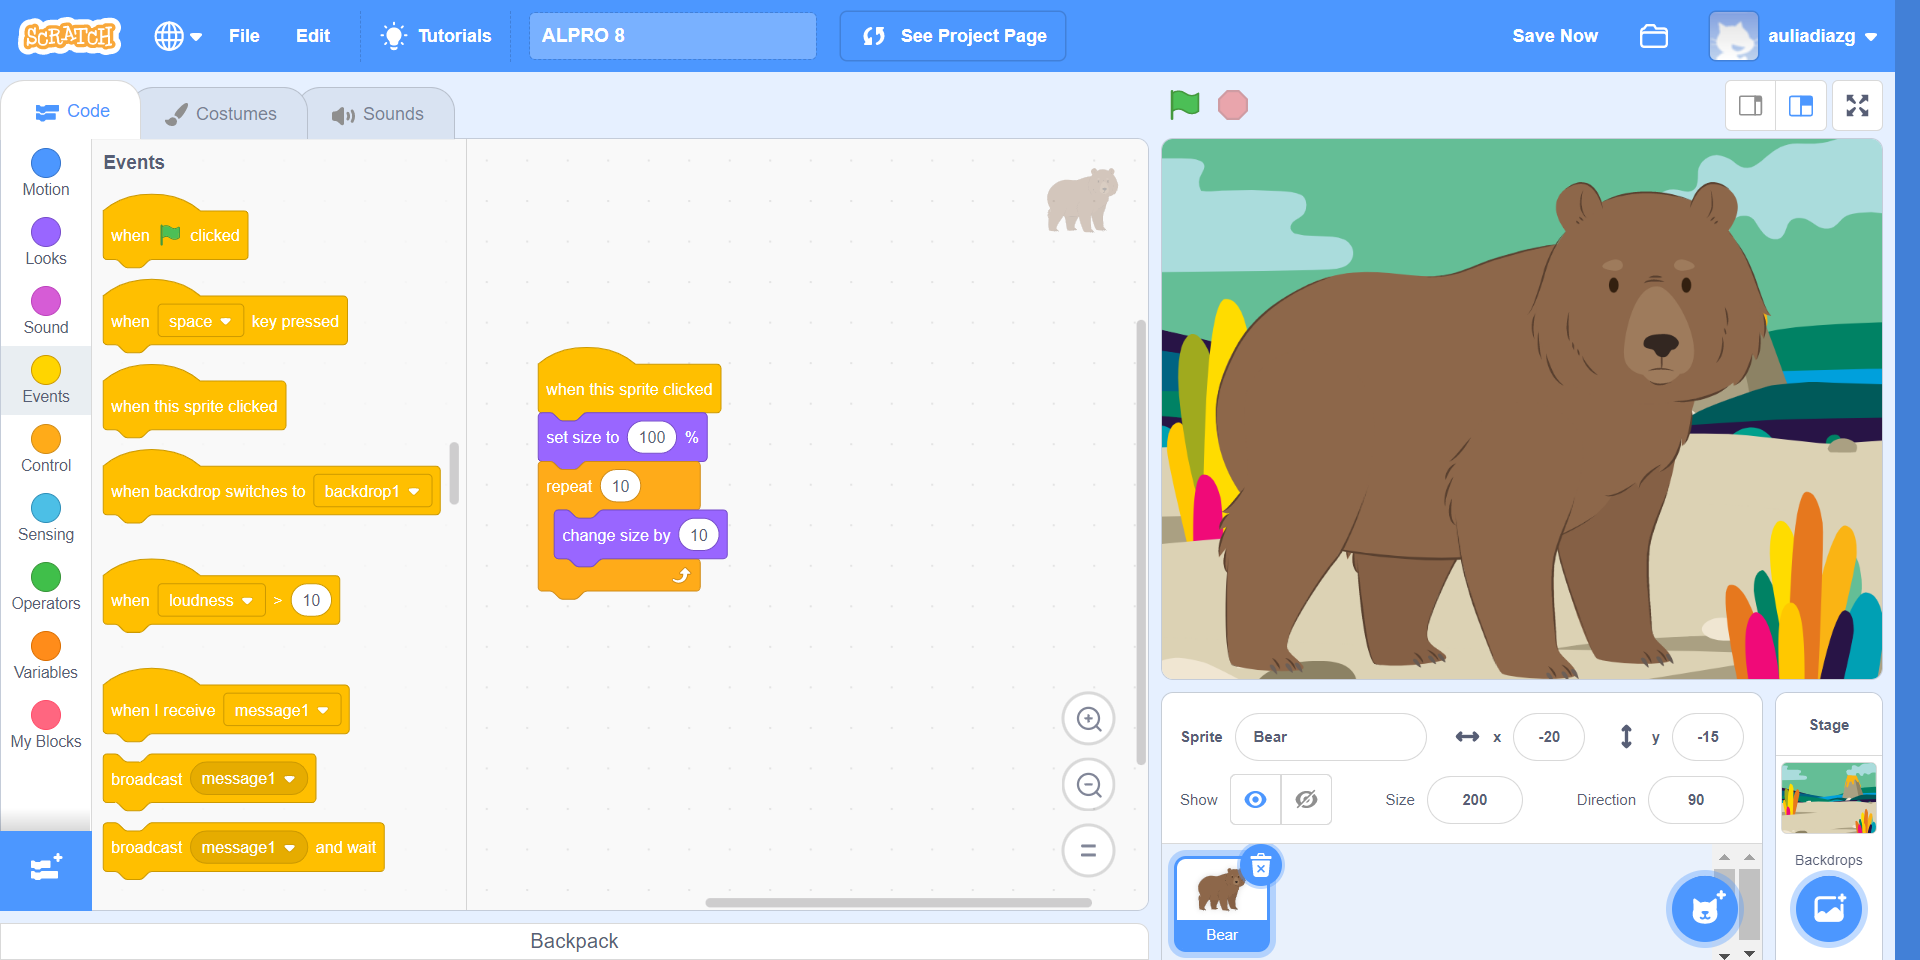 SCRATCH
File
Edit
Tutorials
ALPRO 8
See Project Page
Save Now
auliadiazg
Code
Costumes
Sounds
Motion
Looks
Sound
Events
Control
Sensing
Operators
Variables
My Blocks
Events
when clicked
when space key pressed
when this sprite clicked
when backdrop switches to backdrop1
when loudness > 10
when I receive message1
broadcast message1
broadcast message1 and wait
when this sprite clicked
set size to 100 %
repeat 10
change size by 10
Backpack
Sprite Bear x -20 y -15
Show Size 200 Direction 90
Bear
Stage
Backdrops